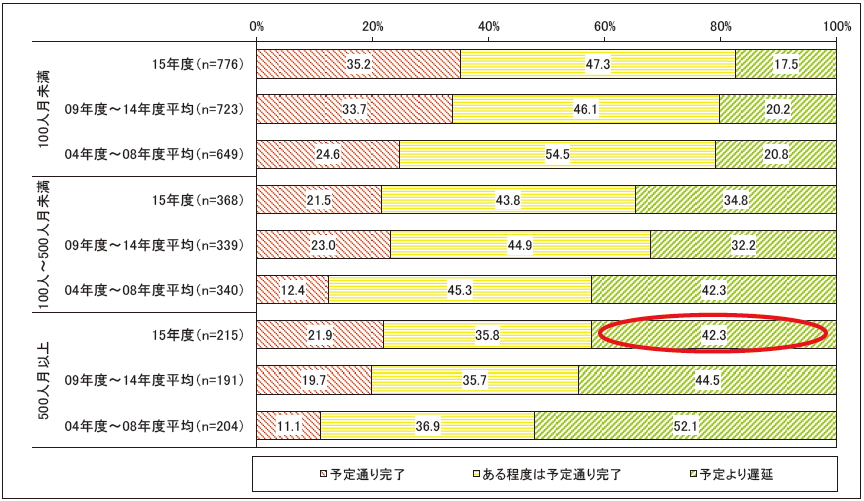 0% 20% 40% 60% 80% 100%
100人月未満
15年度(n=776) 35.2 47.3 17.5
09年度~14年度平均(n=723) 33.7 46.1 20.2
04年度~08年度平均(n=649) 24.6 54.5 20.8
100人~500人月未満
15年度(n=368) 21.5 43.8 34.8
09年度~14年度平均(n=339) 23.0 44.9 32.2
04年度~08年度平均(n=340) 12.4 45.3 42.3
500人月以上
15年度(n=215) 21.9 35.8 42.3
09年度~14年度平均(n=191) 19.7 35.7 44.5
04年度~08年度平均(n=204) 11.1 36.9 52.1
予定通り完了 ある程度は予定通り完了 予定より遅延